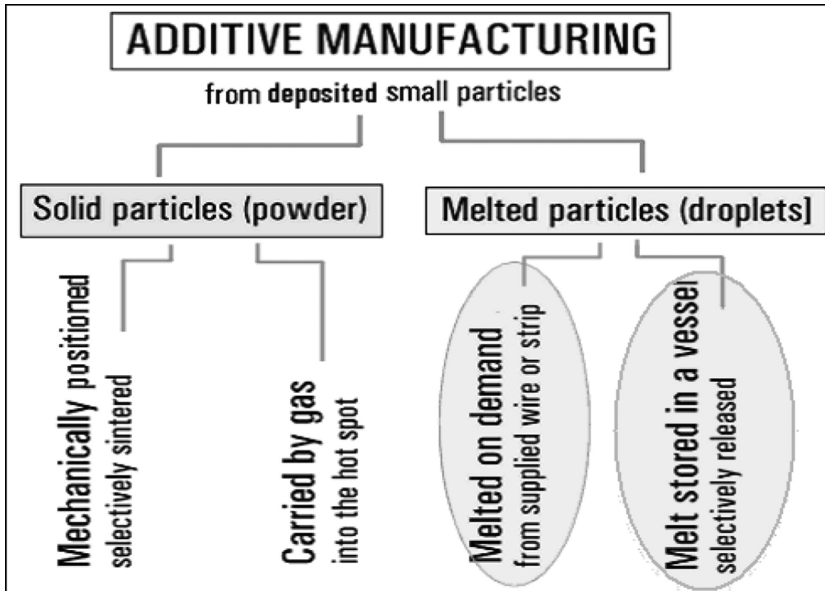 ADDITIVE MANUFACTURING
from deposited small particles
Solid particles (powder)
Melted particles (droplets]
Mechanically positioned
selectively sintered
Carried by gas
into the hot spot
Melted on demand
from supplied wire or strip
Melt stored in a vessel
selectively released